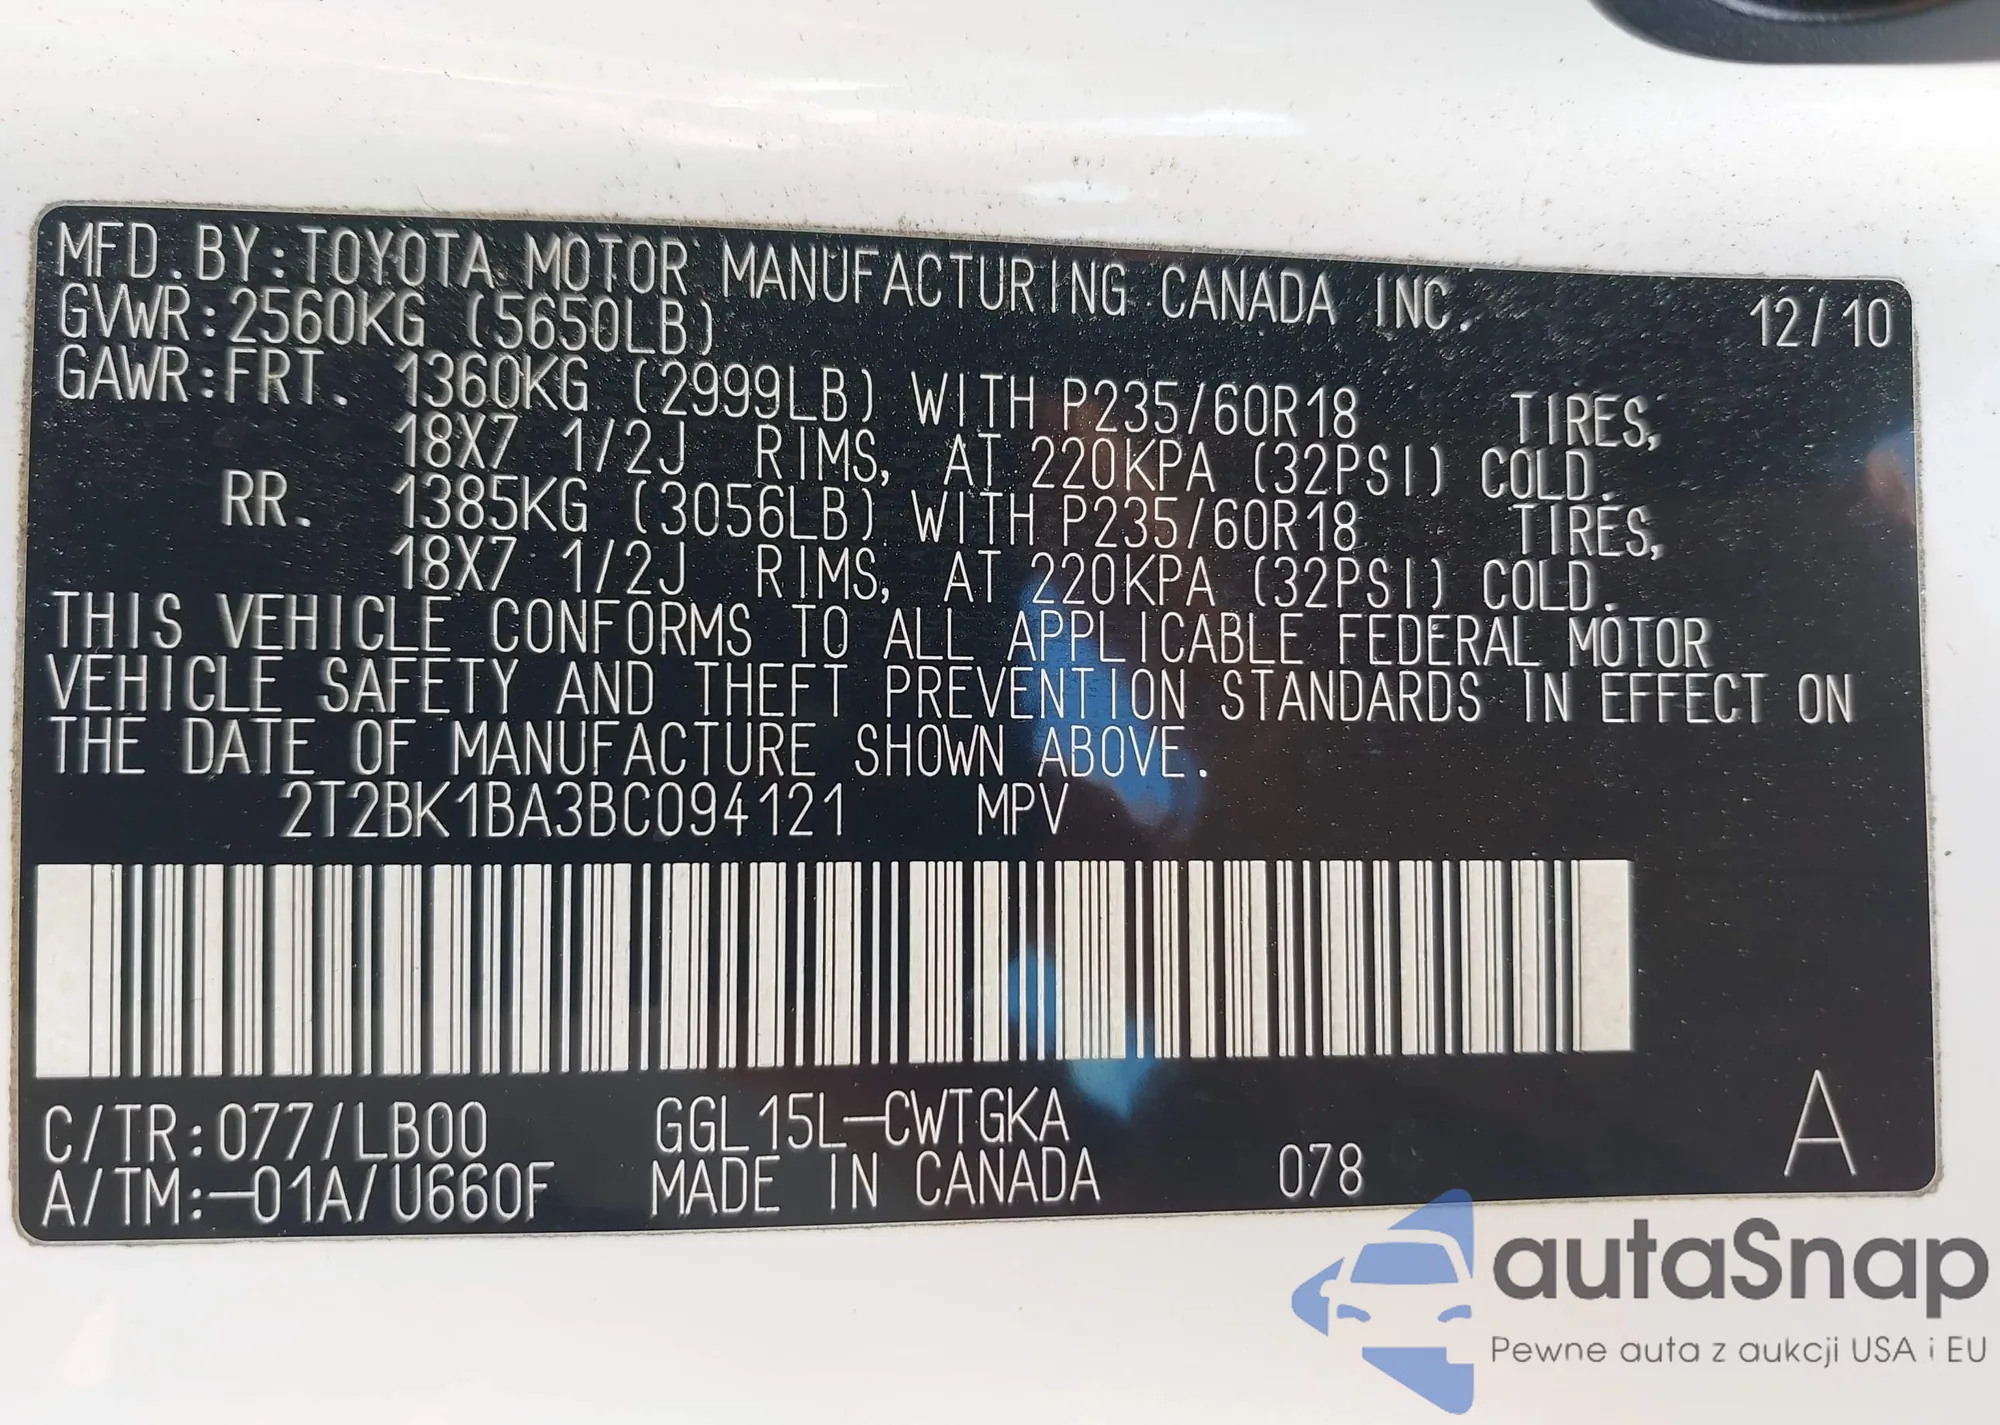 MFD.BY:TOYOTA MOTOR MANUFACTURING CANADA INC. 12/10
GVWR:2560KG (5650LB)
GAWR:FRT. 1360KG (2999LB) WITH P235/60R18 TIRES,
18X7 1/2J RIMS, AT 220KPA (32PSI) COLD.
RR. 1385KG (3056LB) WITH P235/60R18 TIRES,
18X7 1/2J RIMS, AT 220KPA (32PSI) COLD.
THIS VEHICLE CONFORMS TO ALL APPLICABLE FEDERAL MOTOR
VEHICLE SAFETY AND THEFT PREVENTION STANDARDS IN EFFECT ON
THE DATE OF MANUFACTURE SHOWN ABOVE.
2T2BK1BA3BC094121 MPV
C/TR:077/LB00 GGL15L-CWTGKA
A/TM:-01A/U660F MADE IN CANADA 078 A
autaSnap
Pewne auta z aukcji USA i EU